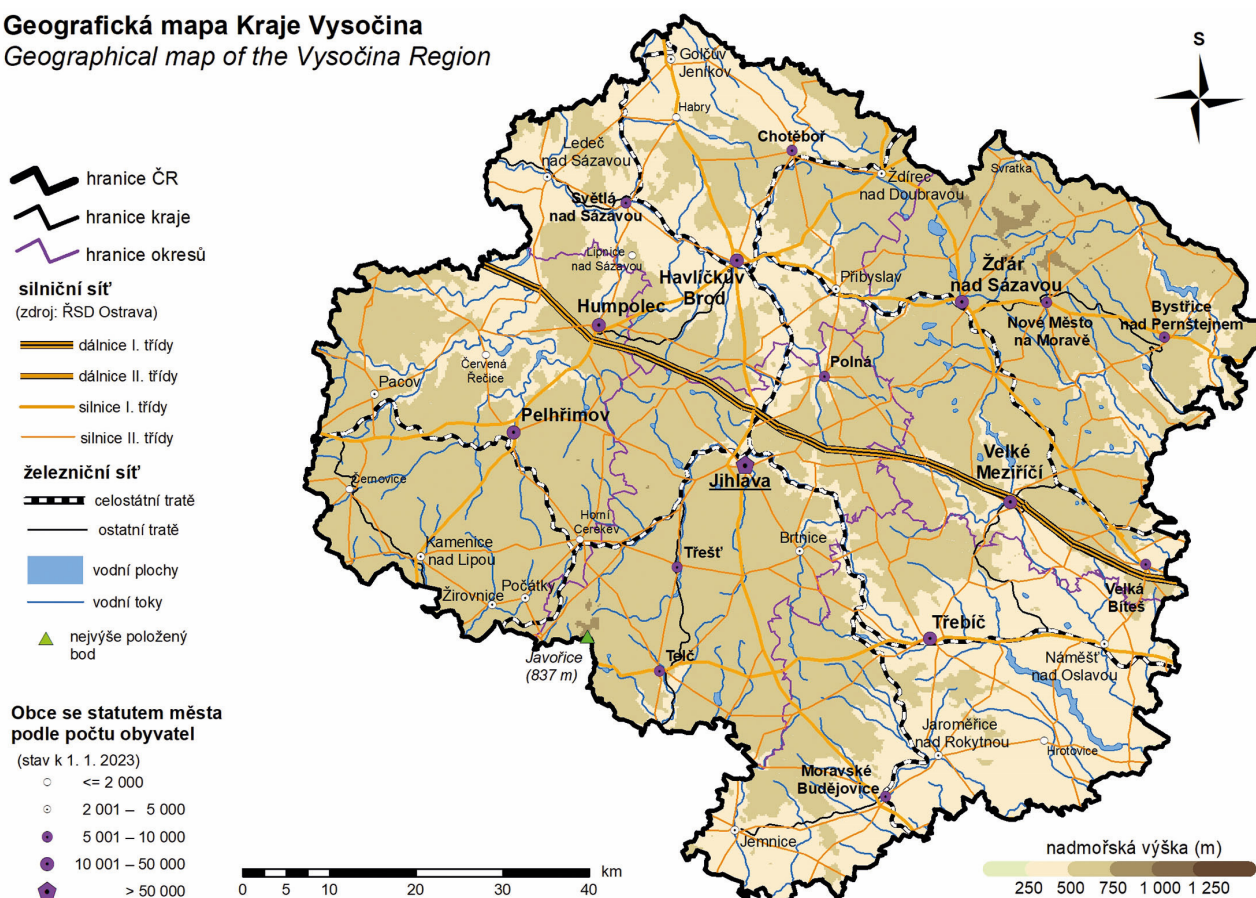 Geografická mapa Kraje Vysočina
Geographical map of the Vysočina Region
S
hranice ČR
hranice kraje
hranice okresů
silniční síť
(zdroj: ŘSD Ostrava)
dálnice I. třídy
dálnice II. třídy
silnice I. třídy
silnice II. třídy
železniční síť
celostátní tratě
ostatní tratě
vodní plochy
vodní toky
nejvýše položený
bod
Obce se statutem města
podle počtu obyvatel
(stav k 1. 1. 2023)
<= 2 000
2 001 – 5 000
5 001 – 10 000
10 001 – 50 000
> 50 000
Golčův
Jeníkov
Habry
Chotěboř
Ledeč
nad Sázavou
Ždírec
nad Doubravou
Svratka
Světlá
nad Sázavou
Lipnice
nad Sázavou
Havlíčkův
Brod
Přibyslav
Žďár
nad Sázavou
Humpolec
Nové Město
na Moravě
Bystřice
nad Pernštejnem
Červená
Řečice
Polná
Pacov
Pelhřimov
Velké
Meziříčí
Jihlava
Černovice
Horní
Cerekev
Brtnice
Kamenice
nad Lipou
Třešť
Počátky
Žirovnice
Velká
Bíteš
Třebíč
Javořice
(837 m)
Telč
Náměšť
nad Oslavou
Jaroměřice
nad Rokytnou
Hrotovice
Moravské
Budějovice
Jemnice
0 5 10 20 30 40 km
nadmořská výška (m)
250 500 750 1 000 1 250